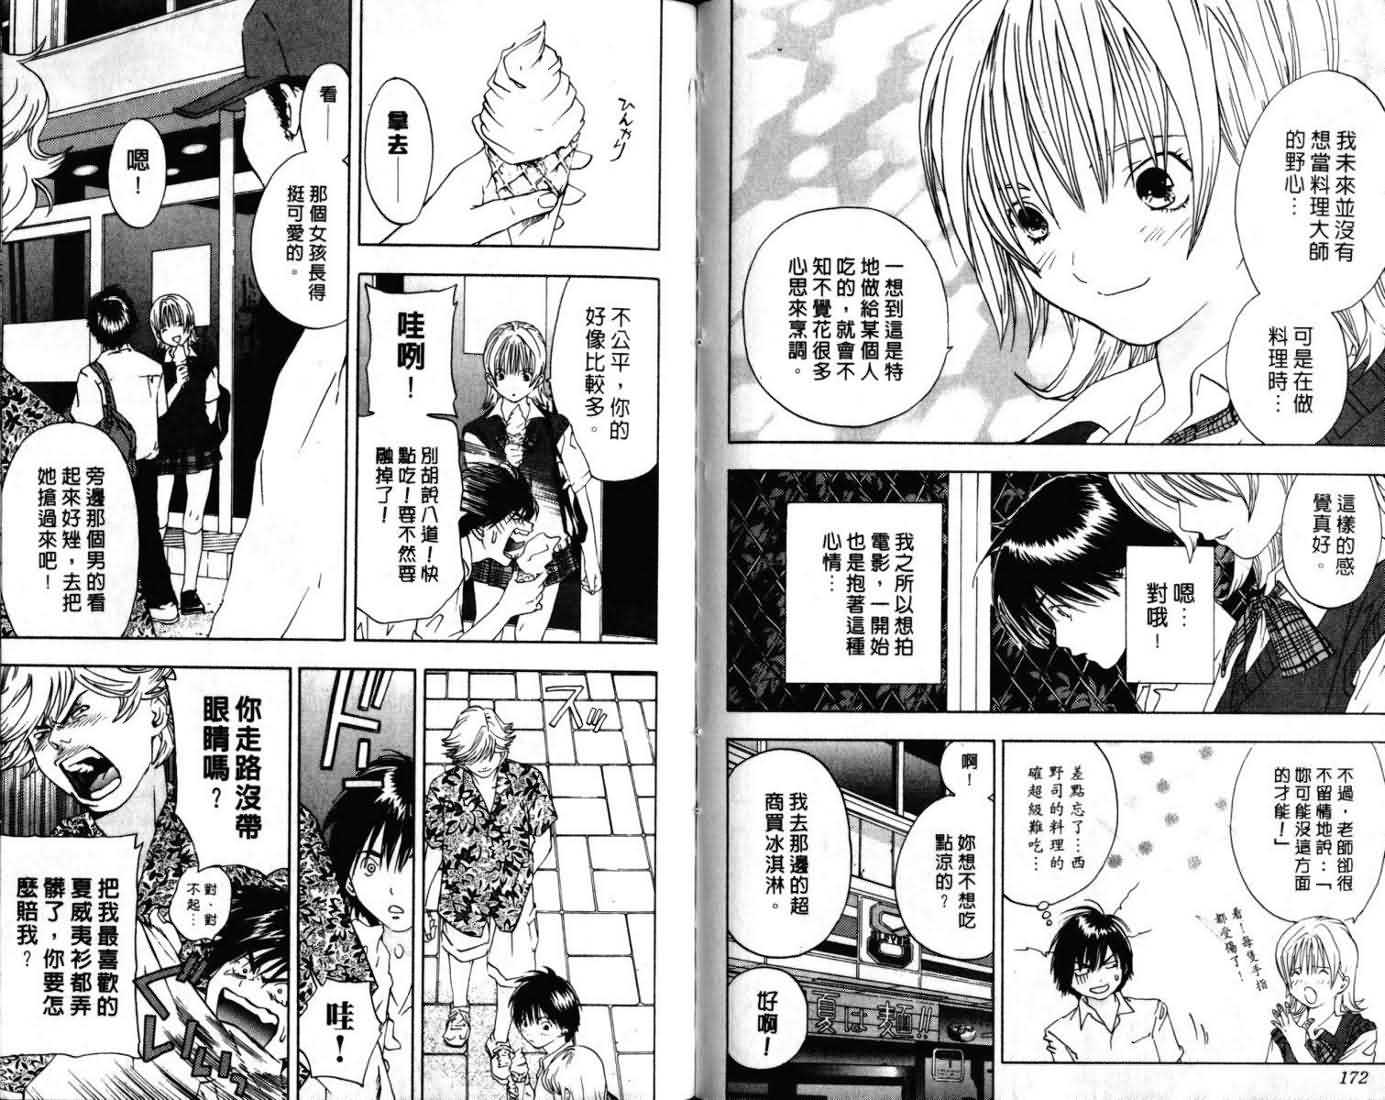 我未來並沒有
想當料理大師
的野心…
可是在做
料理時…
一想到這是特
地做給某個人
吃的，就會不
知不覺花很多
心思來烹調。
這樣的感
覺真好。
嗯…
對哦！
我之所以想拍
電影，一開始
也是抱著這種
心情…
不過，老師卻很
不留情地說：「
妳可能沒這方面
的才能！」
看！每隻手指
都受傷了！
差點忘了…西
野司的料理的
確超級難吃…
啊！
妳想不想吃
點涼的？
我去那邊的超
商買冰淇淋。
好啊！
夏は麺!!
172
ひんやり
拿去——
不公平，你的
好像比較多。
哇咧！
別胡說八道！快
點吃！要不然要
融掉了！
看——
那個女孩長得
挺可愛的。
嗯！
旁邊那個男的看
起來好矬，去把
她搶過來吧！
ドン
哇！
你走路沒帶
眼睛嗎？
對、對
不起…
把我最喜歡的
夏威夷衫都弄
髒了，你要怎
麼賠我？